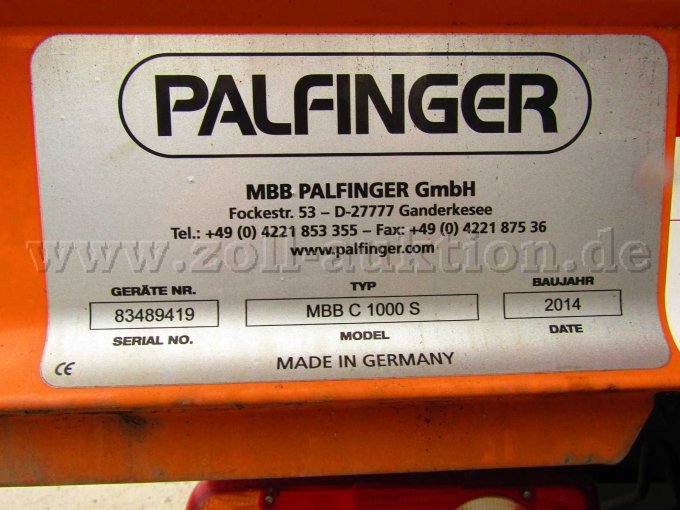 PALFINGER
MBB PALFINGER GmbH
Fockestr. 53 – D-27777 Ganderkesee
Tel.: +49 (0) 4221 853 355 – Fax: +49 (0) 4221 875 36
www.palfinger.com
www.zoll-auktion.de
GERÄTE NR. TYP BAUJAHR
83489419 MBB C 1000 S 2014
SERIAL NO. MODEL DATE
CE MADE IN GERMANY